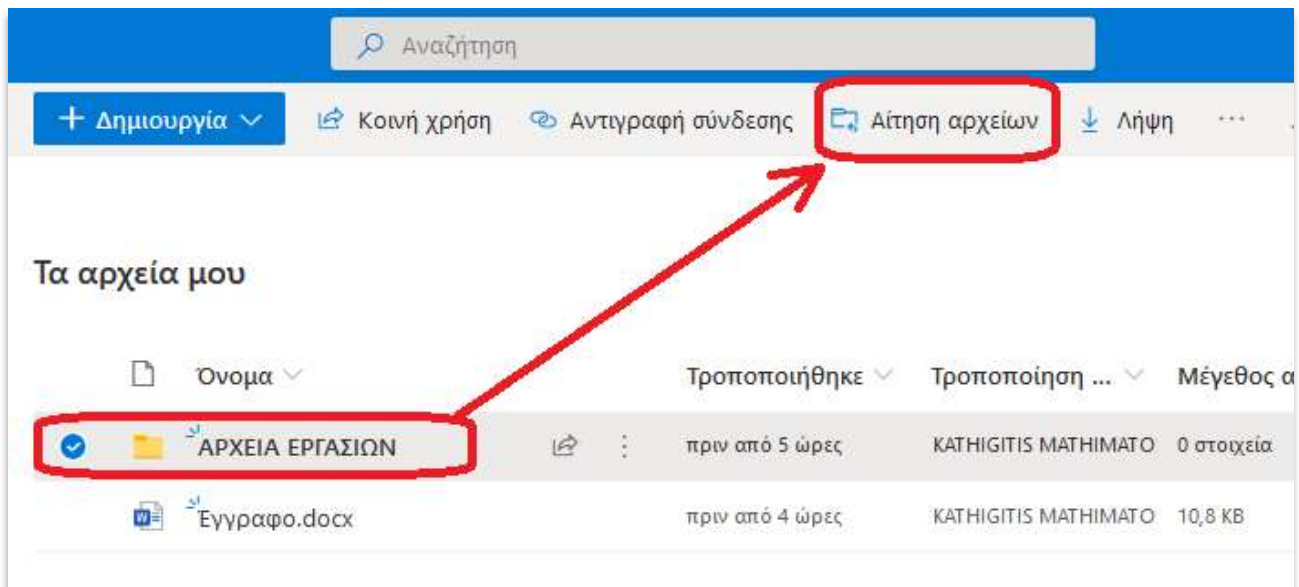 Αναζήτηση
+ Δημιουργία Κοινή χρήση Αντιγραφή σύνδεσης Αίτηση αρχείων Λήψη ...
Τα αρχεία μου
Όνομα Τροποποιήθηκε Τροποποίηση ... Μέγεθος α
ΑΡΧΕΙΑ ΕΡΓΑΣΙΩΝ πριν από 5 ώρες KATHIGITIS MATHIMATO 0 στοιχεία
Έγγραφο.docx πριν από 4 ώρες KATHIGITIS MATHIMATO 10,8 KB